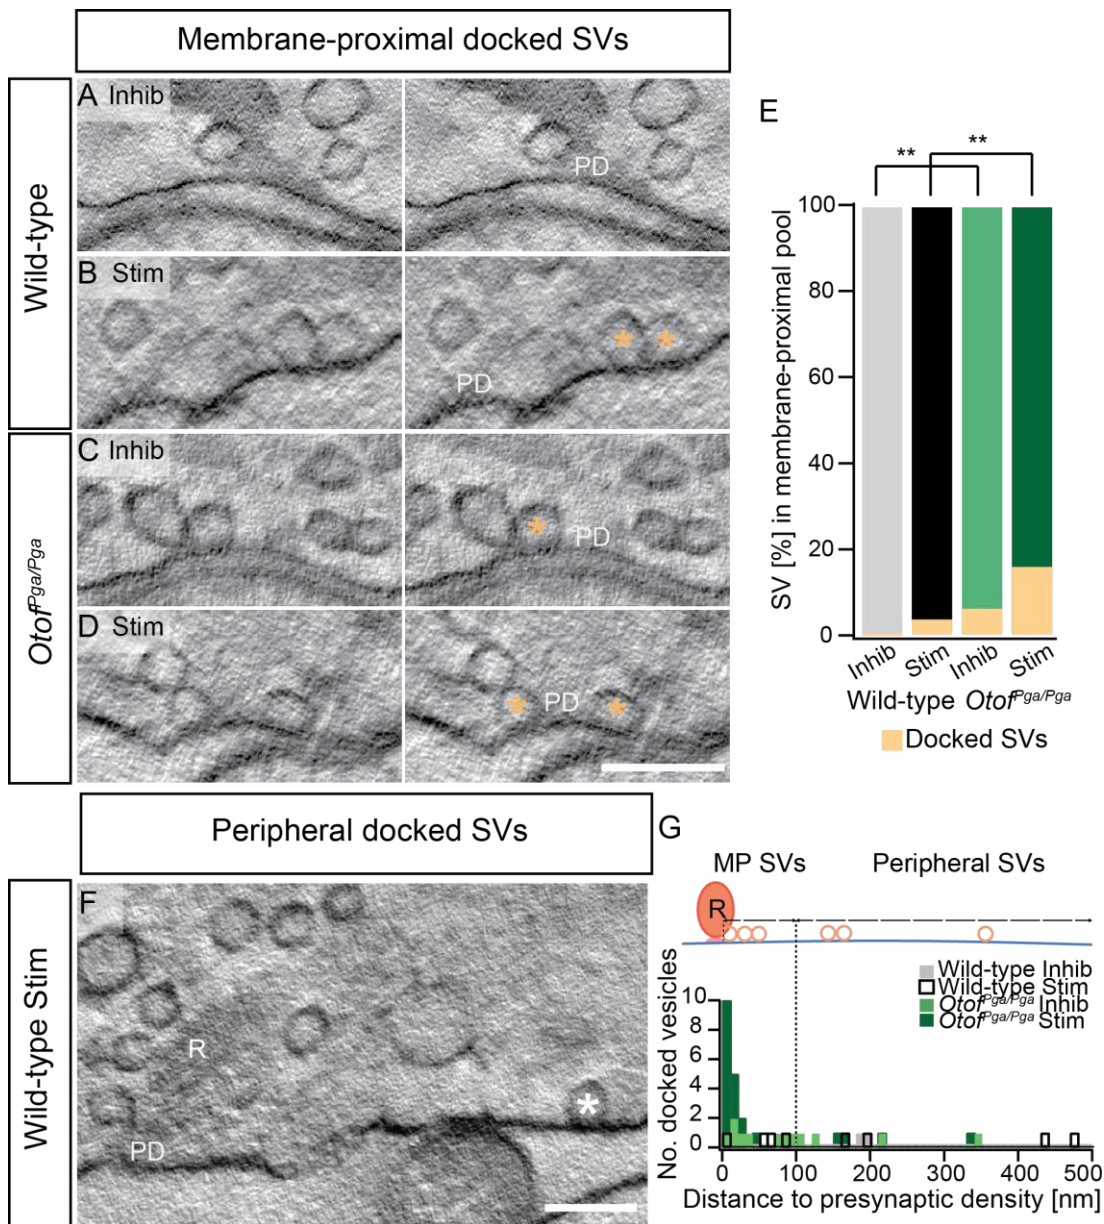 Membrane-proximal docked SVs
Wild-type
A Inhib
PD
B Stim
* *
PD
Otof^Pga/Pga
C Inhib
*
PD
D Stim
* PD *
E
** **
SV [%] in membrane-proximal pool
100
80
60
40
20
0
Inhib Stim Inhib Stim
Wild-type Otof^Pga/Pga
Docked SVs
Peripheral docked SVs
Wild-type Stim
F
R
*
PD
G
MP SVs Peripheral SVs
R
Wild-type Inhib
Wild-type Stim
Otof^Pga/Pga Inhib
Otof^Pga/Pga Stim
No. docked vesicles
10
8
6
4
2
0
0 100 200 300 400 500
Distance to presynaptic density [nm]